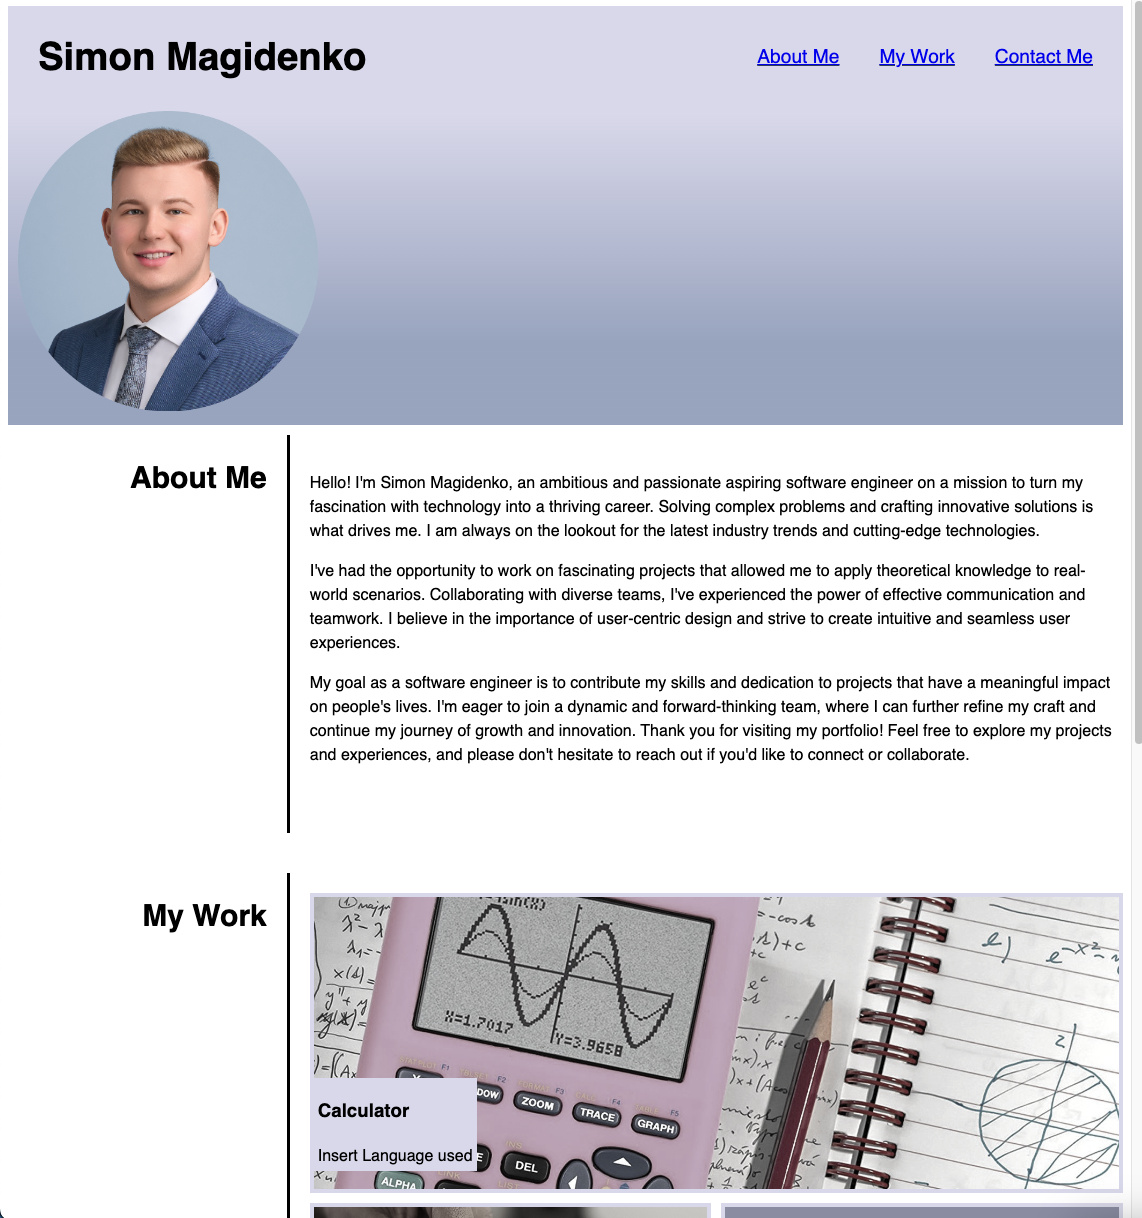 Simon Magidenko
About Me
My Work
Contact Me
About Me
Hello! I'm Simon Magidenko, an ambitious and passionate aspiring software engineer on a mission to turn my
fascination with technology into a thriving career. Solving complex problems and crafting innovative solutions is
what drives me. I am always on the lookout for the latest industry trends and cutting-edge technologies.
I've had the opportunity to work on fascinating projects that allowed me to apply theoretical knowledge to real-
world scenarios. Collaborating with diverse teams, I've experienced the power of effective communication and
teamwork. I believe in the importance of user-centric design and strive to create intuitive and seamless user
experiences.
My goal as a software engineer is to contribute my skills and dedication to projects that have a meaningful impact
on people's lives. I'm eager to join a dynamic and forward-thinking team, where I can further refine my craft and
continue my journey of growth and innovation. Thank you for visiting my portfolio! Feel free to explore my projects
and experiences, and please don't hesitate to reach out if you'd like to connect or collaborate.
My Work
X=1.7017
Y=3.9658
F1
F2
F3
F4
F5
ZOOM
TRACE
GRAPH
DEL
ALPHA
Calculator
Insert Language used